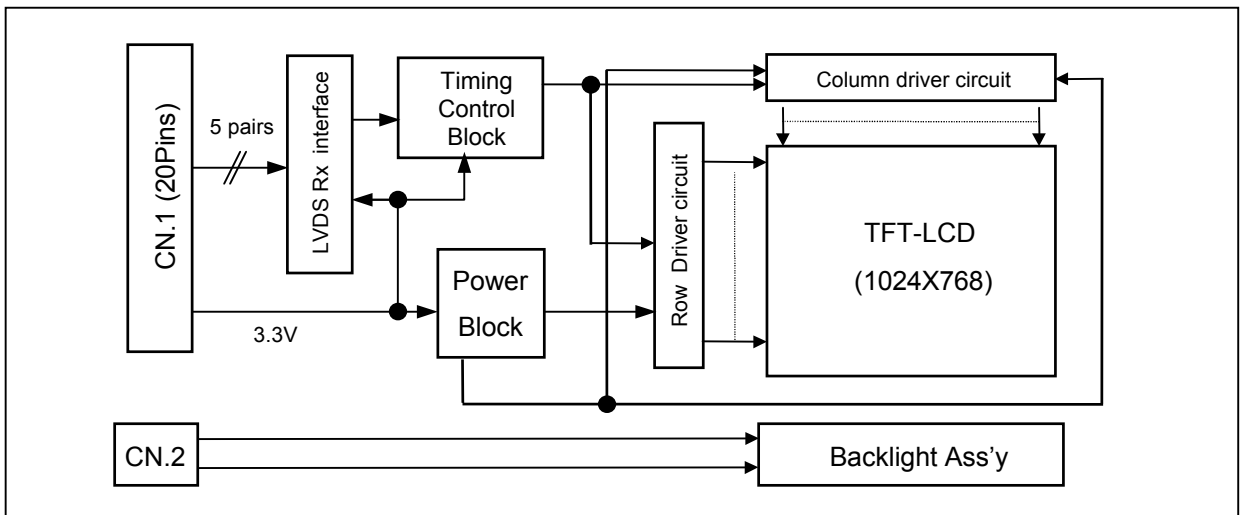 CN.1 (20Pins)
5 pairs
LVDS Rx interface
Timing
Control
Block
Column driver circuit
Row Driver circuit
TFT-LCD
(1024X768)
Power
Block
3.3V
CN.2
Backlight Ass’y